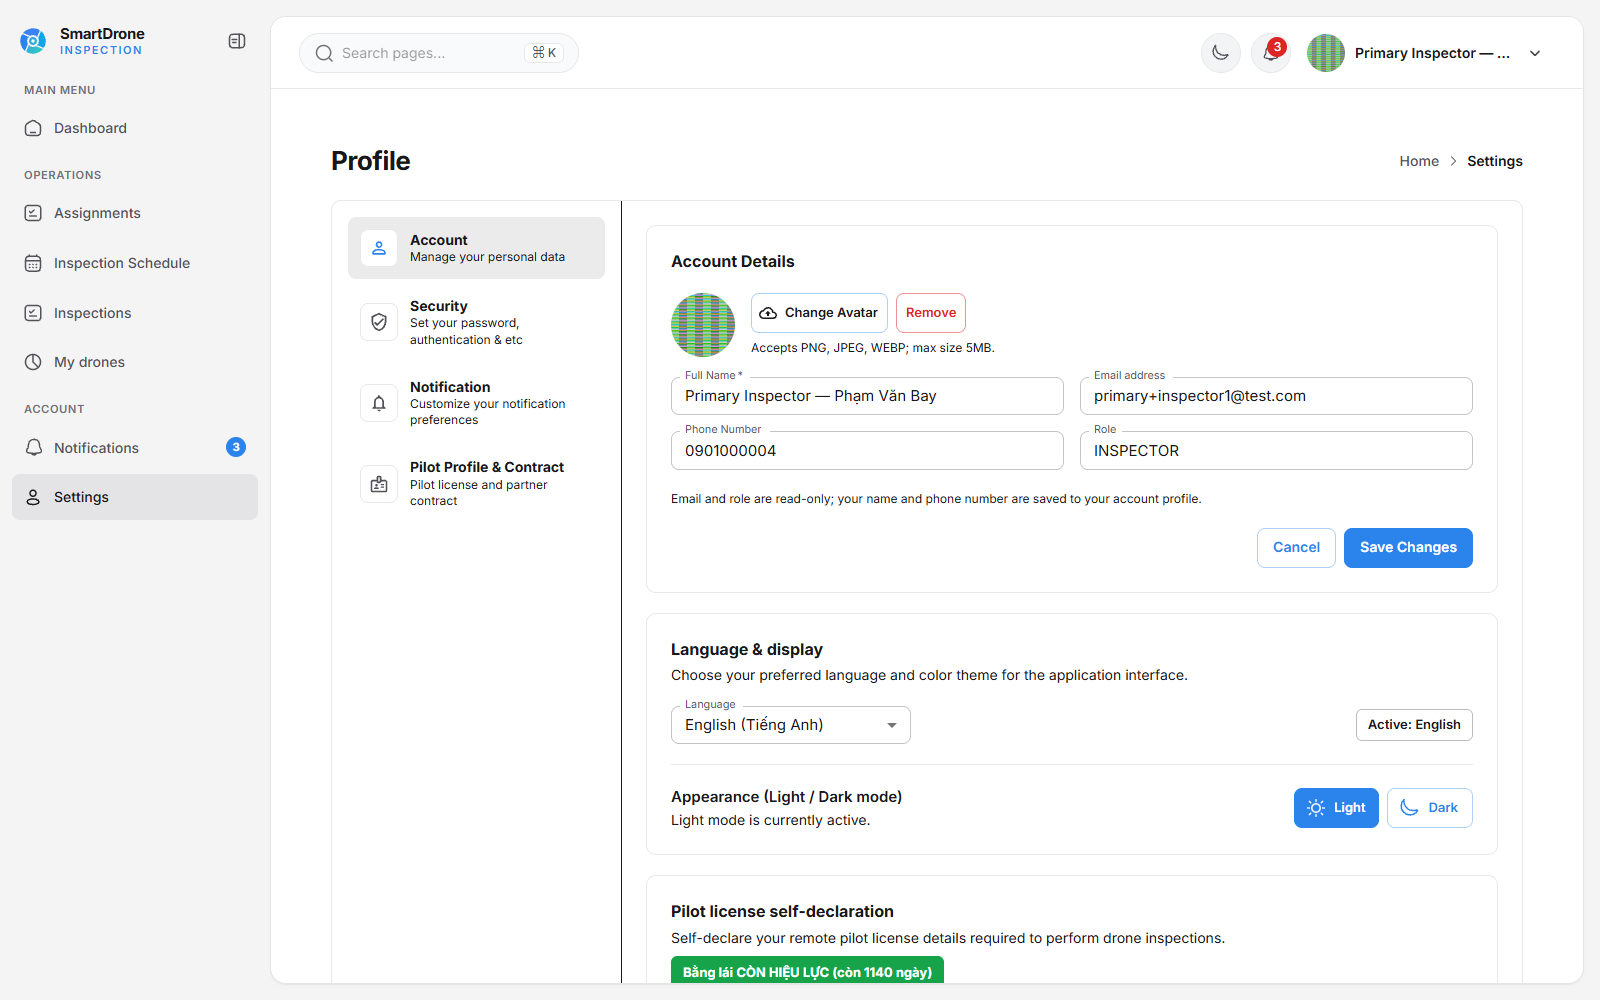 SmartDrone
INSPECTION
Search pages...
⌘ K
3
Primary Inspector — ...
MAIN MENU
Dashboard
OPERATIONS
Assignments
Inspection Schedule
Inspections
My drones
ACCOUNT
Notifications
3
Settings
Profile
Home > Settings
Account
Manage your personal data
Security
Set your password,
authentication & etc
Notification
Customize your notification
preferences
Pilot Profile & Contract
Pilot license and partner
contract
Account Details
Change Avatar
Remove
Accepts PNG, JPEG, WEBP; max size 5MB.
Full Name *
Primary Inspector — Phạm Văn Bay
Email address
primary+inspector1@test.com
Phone Number
0901000004
Role
INSPECTOR
Email and role are read-only; your name and phone number are saved to your account profile.
Cancel
Save Changes
Language & display
Choose your preferred language and color theme for the application interface.
Language
English (Tiếng Anh)
Active: English
Appearance (Light / Dark mode)
Light mode is currently active.
Light
Dark
Pilot license self-declaration
Self-declare your remote pilot license details required to perform drone inspections.
Bằng lái CÒN HIỆU LỰC (còn 1140 ngày)